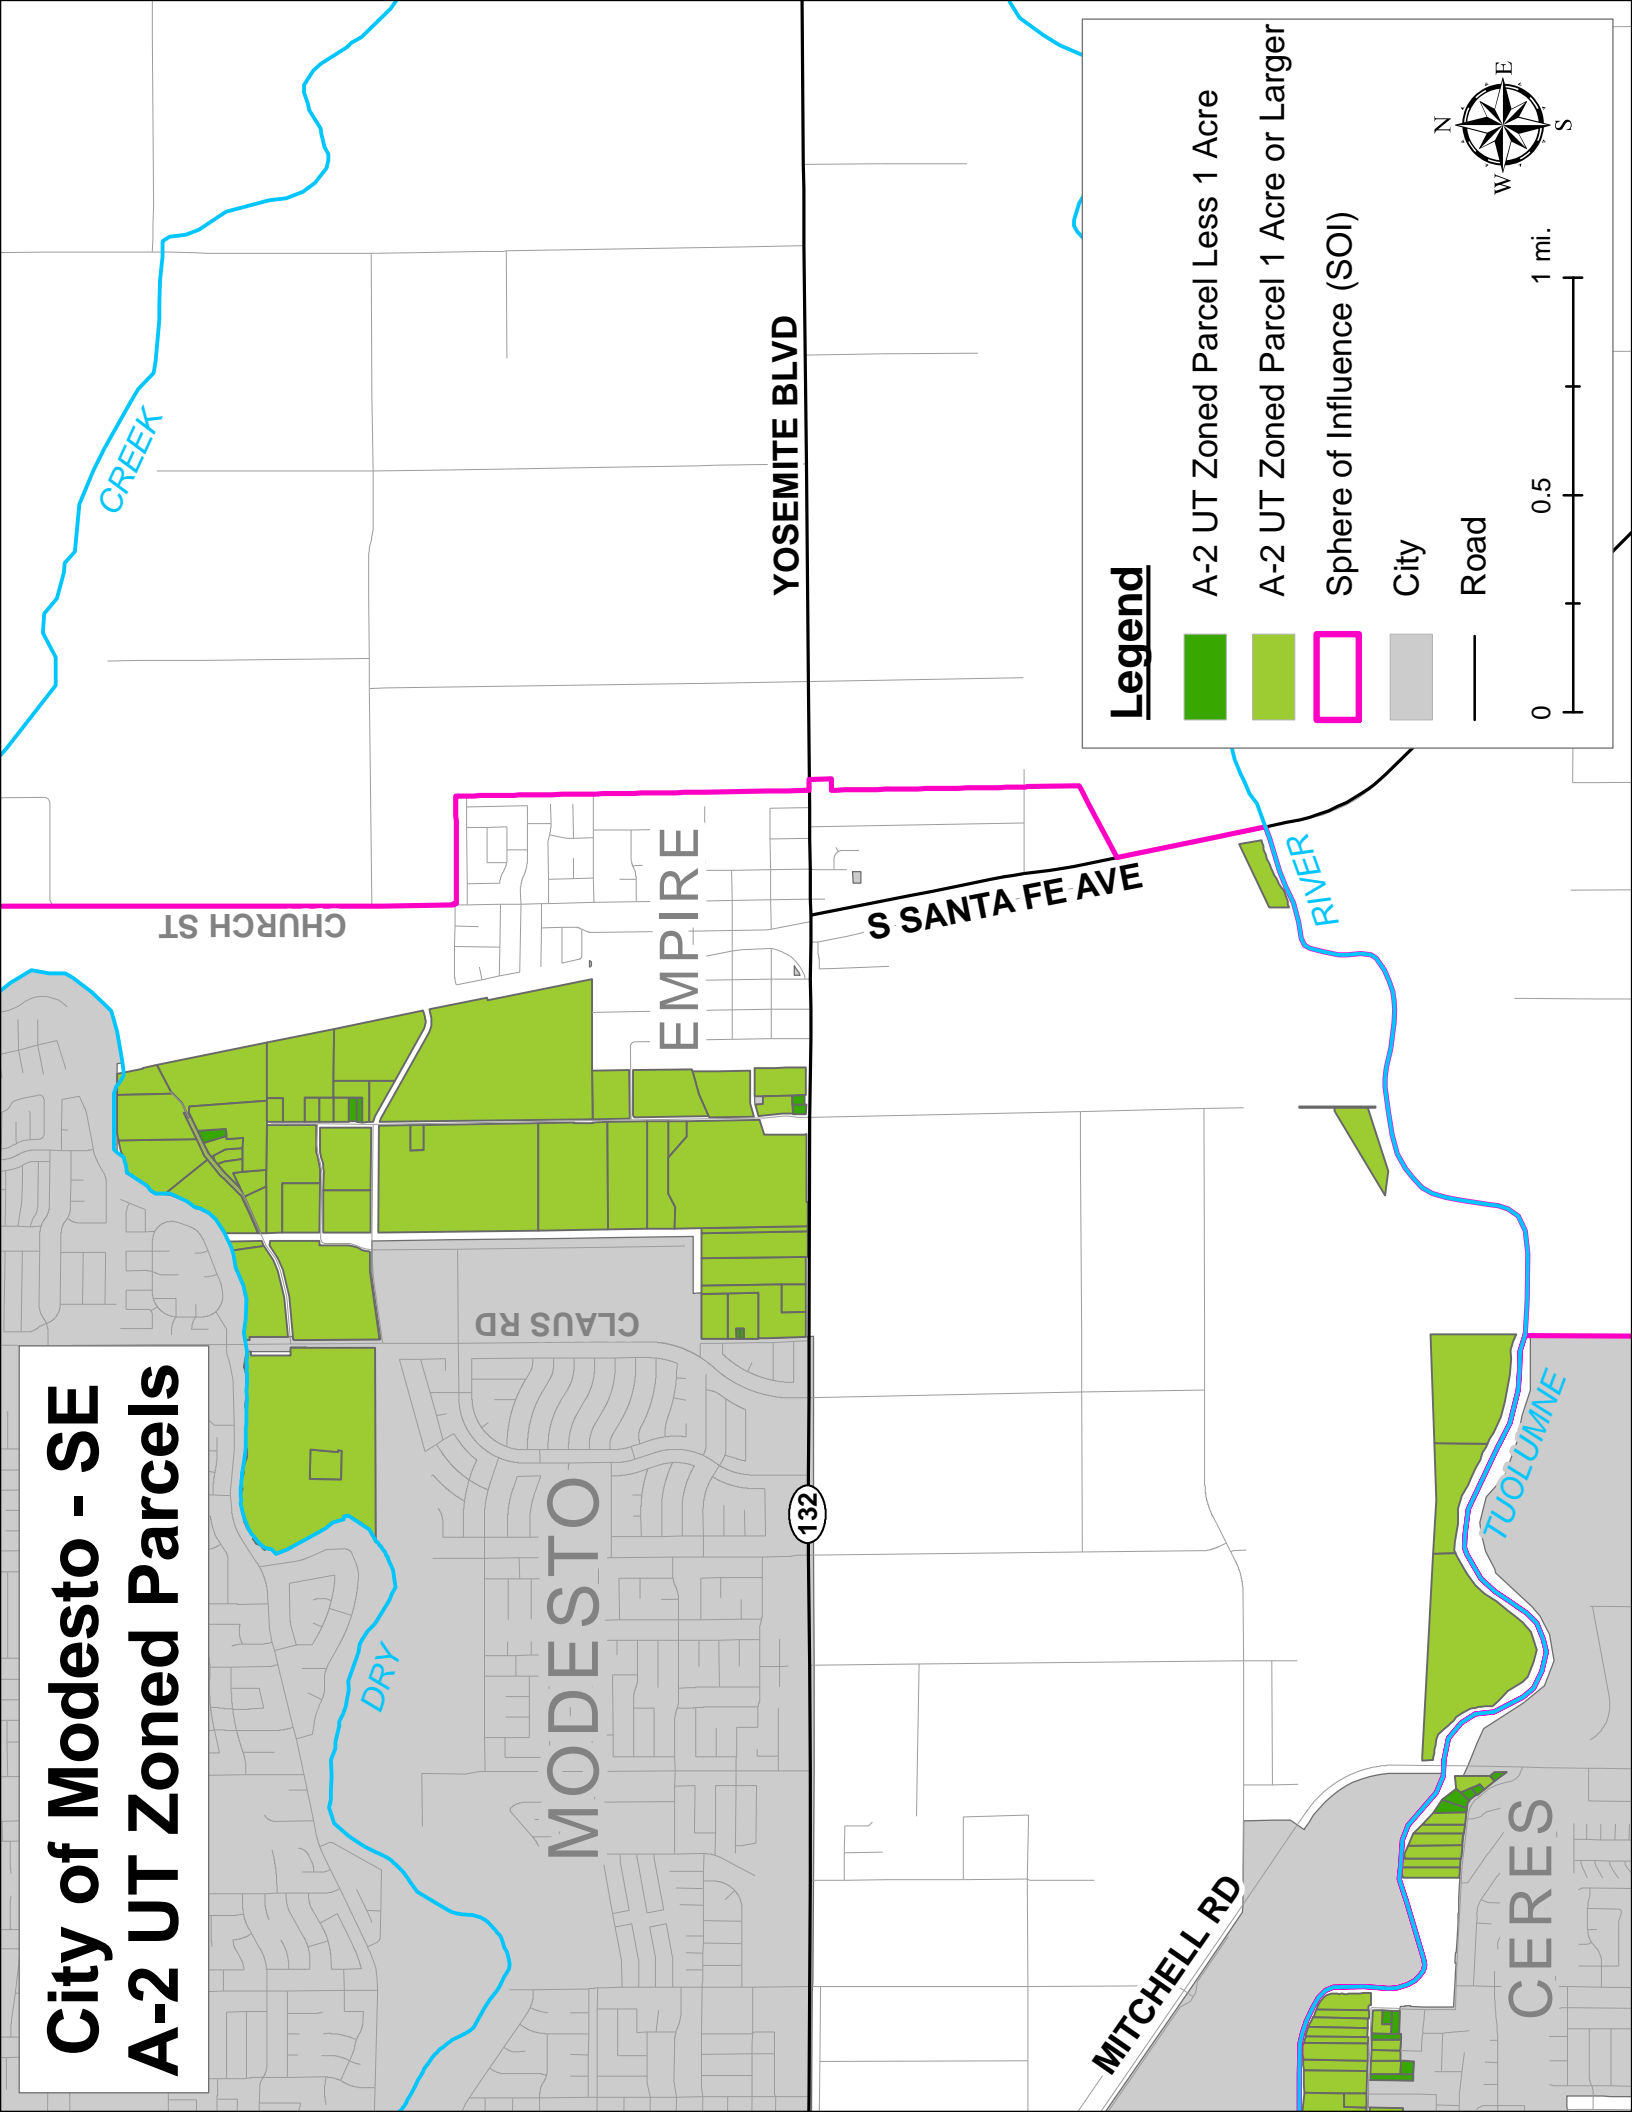 City of Modesto - SE
A-2 UT Zoned Parcels
CREEK
DRY
CHURCH ST
CLAUS RD
EMPIRE
MODESTO
YOSEMITE BLVD
132
S SANTA FE AVE
MITCHELL RD
RIVER
TUOLUMNE
CERES
Legend
A-2 UT Zoned Parcel Less 1 Acre
A-2 UT Zoned Parcel 1 Acre or Larger
Sphere of Influence (SOI)
City
Road
0 0.5 1 mi.
N
W E
S